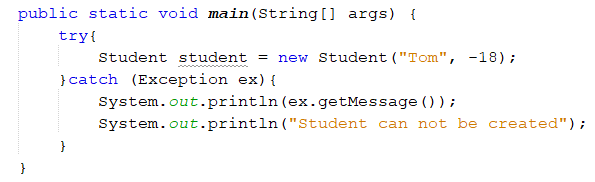 public static void main(String[] args) {
    try{
        Student student = new Student("Tom", -18);
    }catch (Exception ex){
        System.out.println(ex.getMessage());
        System.out.println("Student can not be created");
    }
}